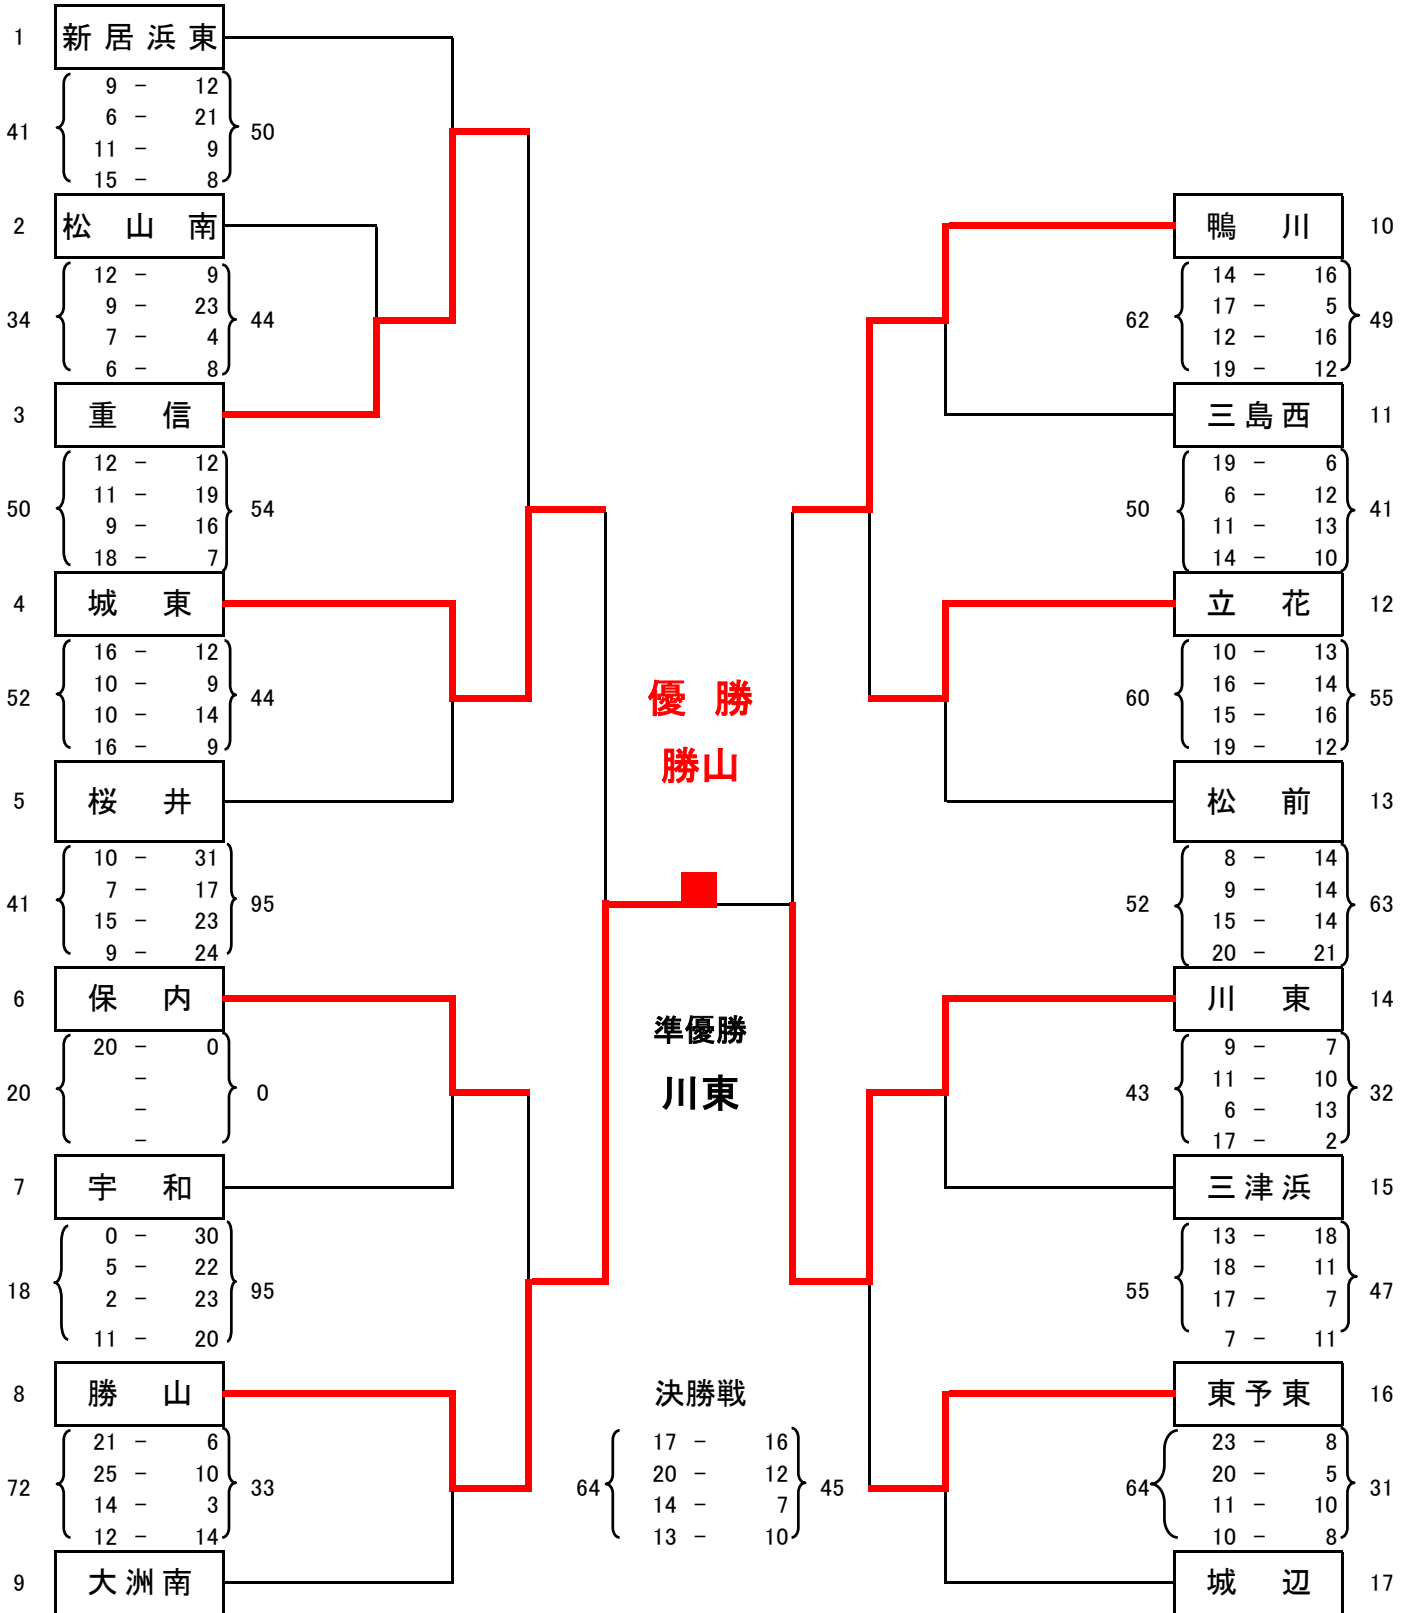 1 新居浜東
9 - 12
6 - 21
41 50
11 - 9
15 - 8
2 松山南
12 - 9
9 - 23
34 44
7 - 4
6 - 8
3 重信
12 - 12
11 - 19
50 54
9 - 16
18 - 7
4 城東
16 - 12
10 - 9
52 44
10 - 14
16 - 9
5 桜井
10 - 31
7 - 17
41 95
15 - 23
9 - 24
6 保内
20 - 0
-
20 0
-
-
7 宇和
0 - 30
5 - 22
18 95
2 - 23
11 - 20
8 勝山
21 - 6
25 - 10
72 33
14 - 3
12 - 14
9 大洲南
優勝
勝山
準優勝
川東
決勝戦
17 - 16
20 - 12
64 45
14 - 7
13 - 10
鴨川 10
14 - 16
17 - 5
62 49
12 - 16
19 - 12
三島西 11
19 - 6
6 - 12
50 41
11 - 13
14 - 10
立花 12
10 - 13
16 - 14
60 55
15 - 16
19 - 12
松前 13
8 - 14
9 - 14
52 63
15 - 14
20 - 21
川東 14
9 - 7
11 - 10
43 32
6 - 13
17 - 2
三津浜 15
13 - 18
18 - 11
55 47
17 - 7
7 - 11
東予東 16
23 - 8
20 - 5
64 31
11 - 10
10 - 8
城辺 17